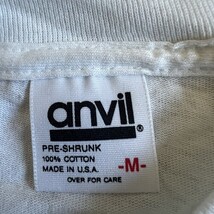 anvil®
PRE-SHRUNK
100% COTTON
MADE IN U.S.A.
-M-
OVER FOR CARE